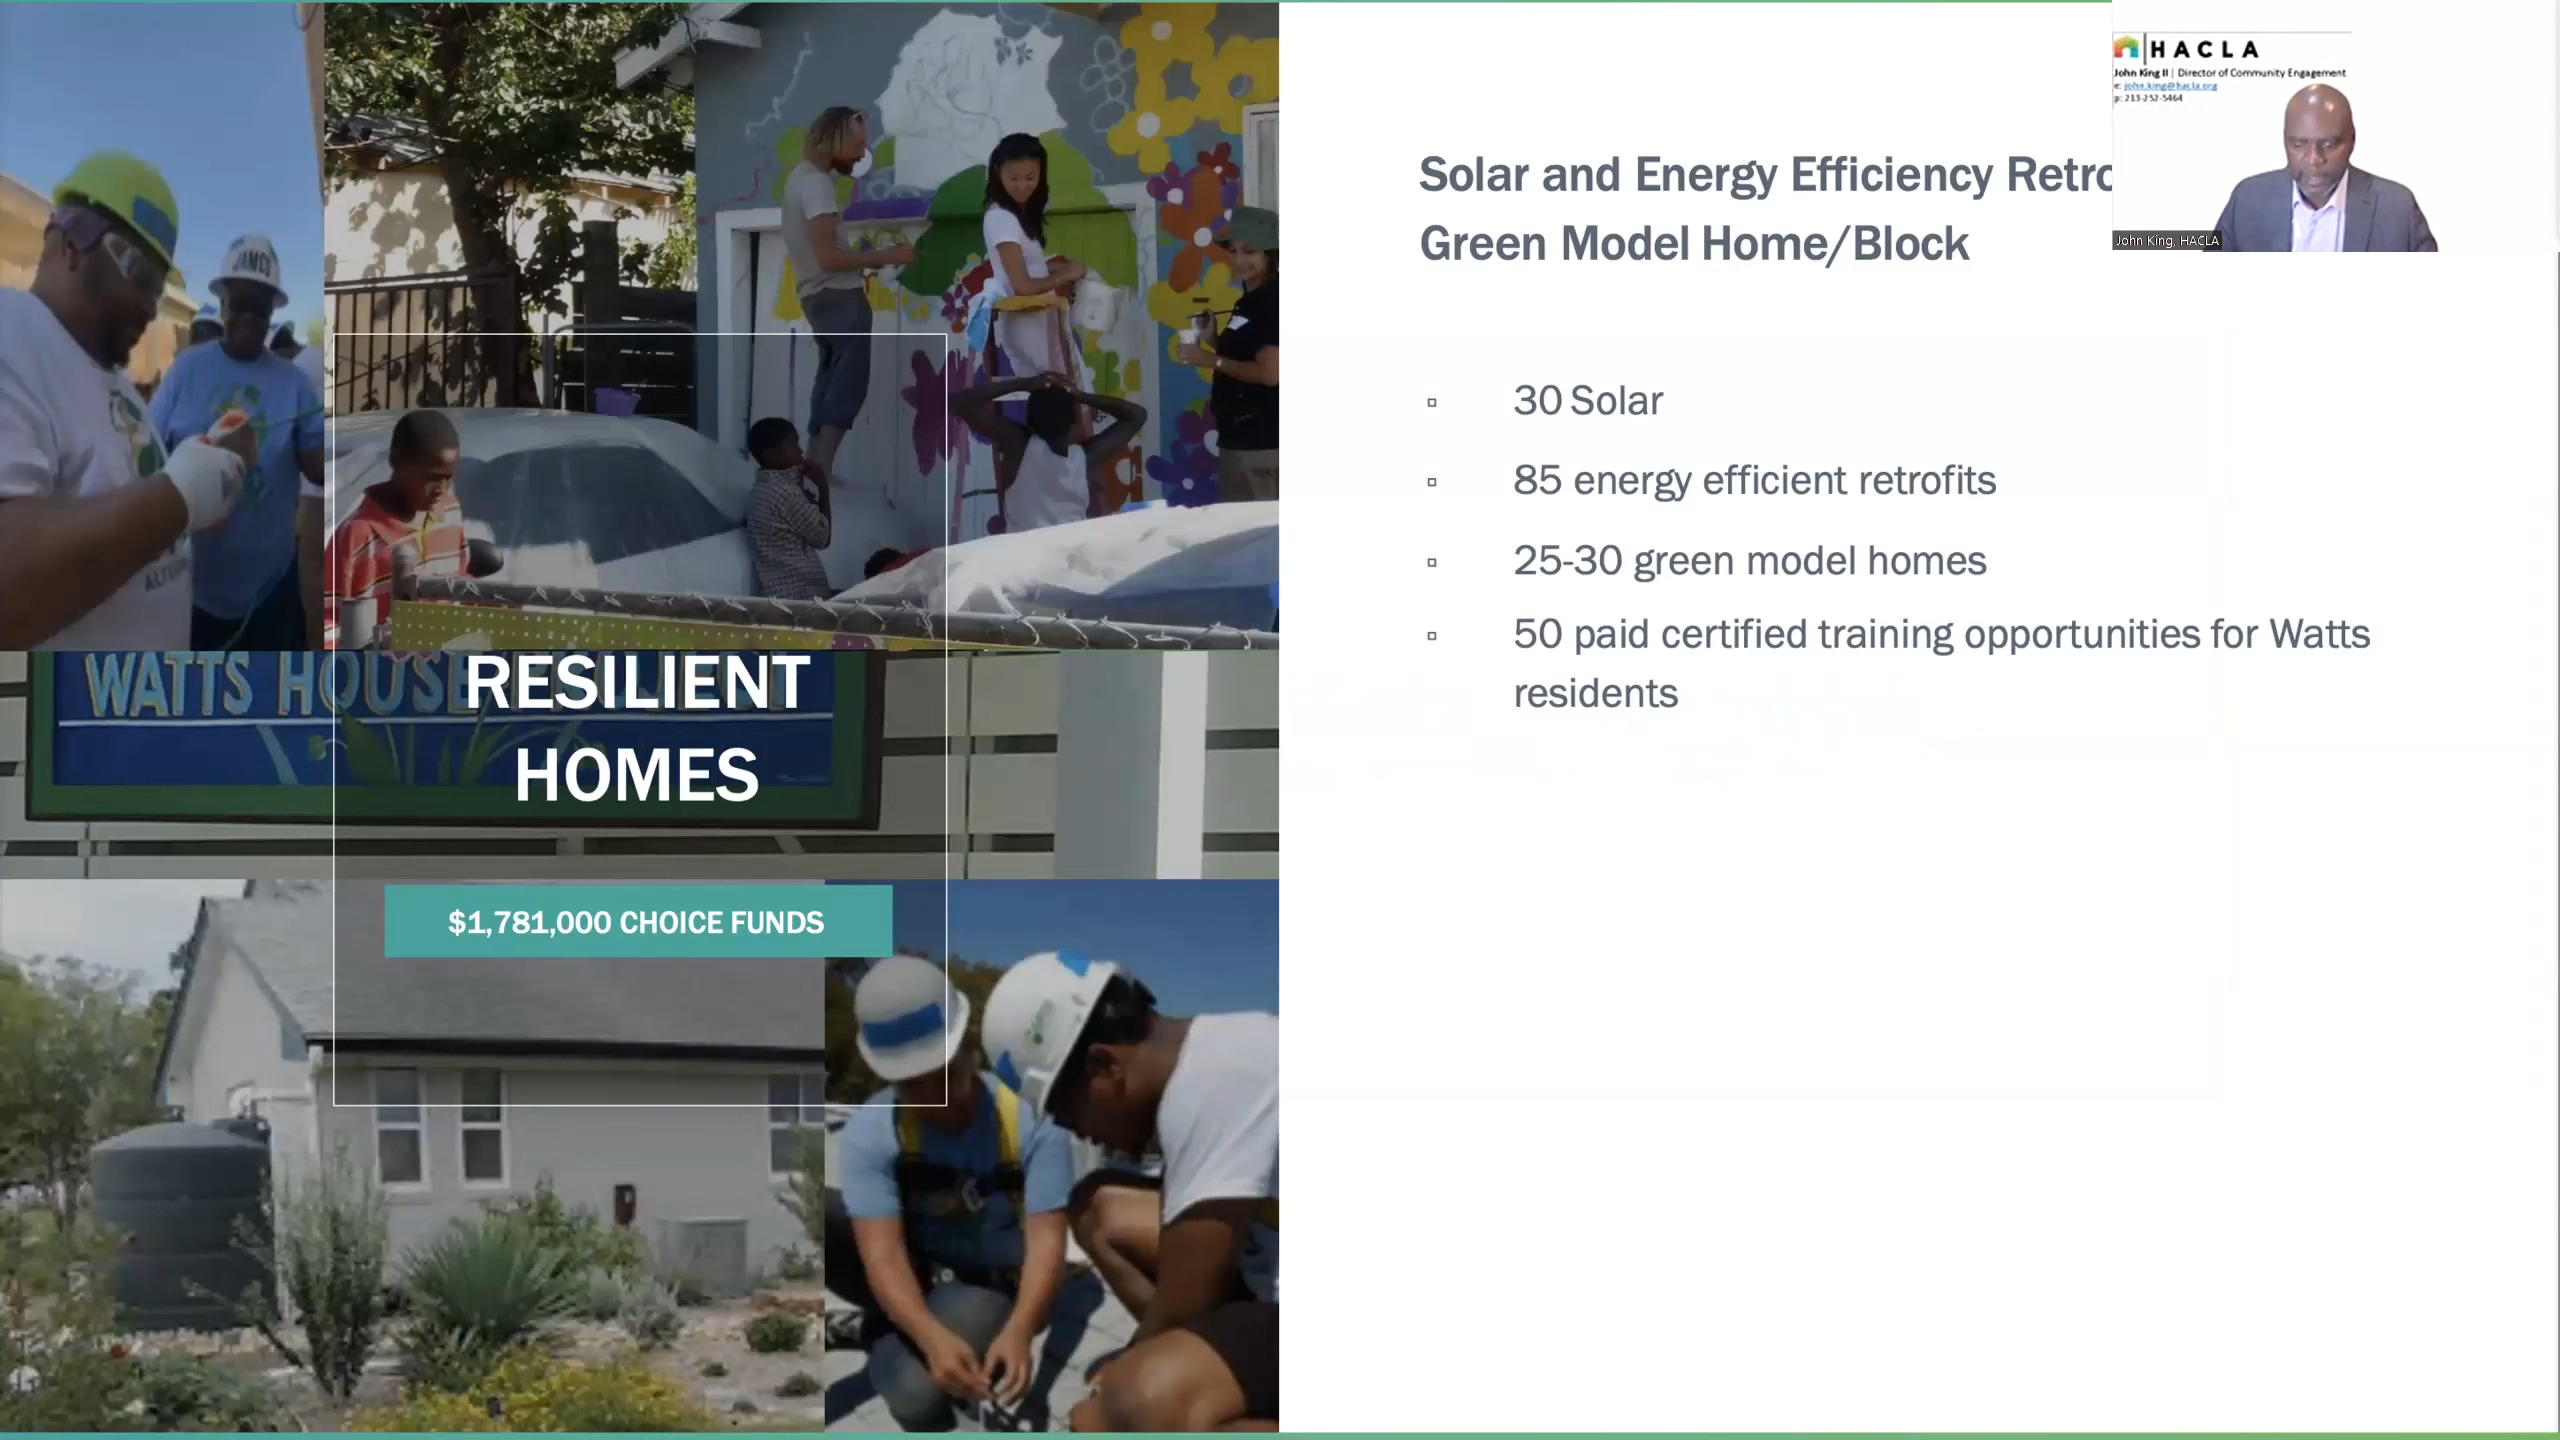 JAMCO
WATTS HOUSE
RESILIENT
HOMES
$1,781,000 CHOICE FUNDS
Solar and Energy Efficiency Retro
Green Model Home/Block
30 Solar
85 energy efficient retrofits
25-30 green model homes
50 paid certified training opportunities for Watts
residents
HACLA
John King II | Director of Community Engagement
e: john.king@hacla.org
p: 213-252-5464
John King, HACLA